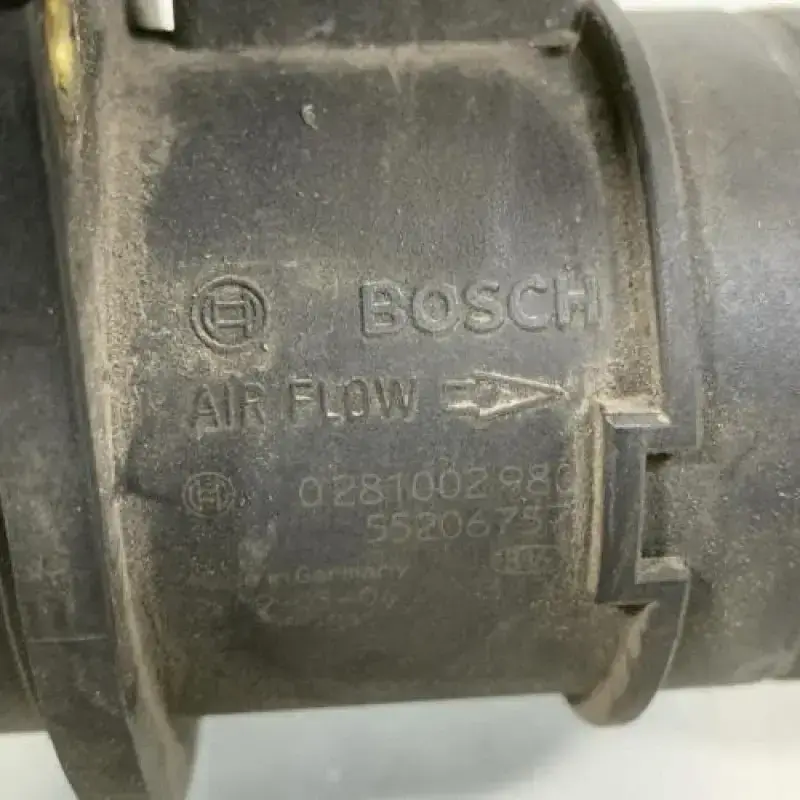 BOSCH
AIR FLOW
0281002980
55206757
Germany